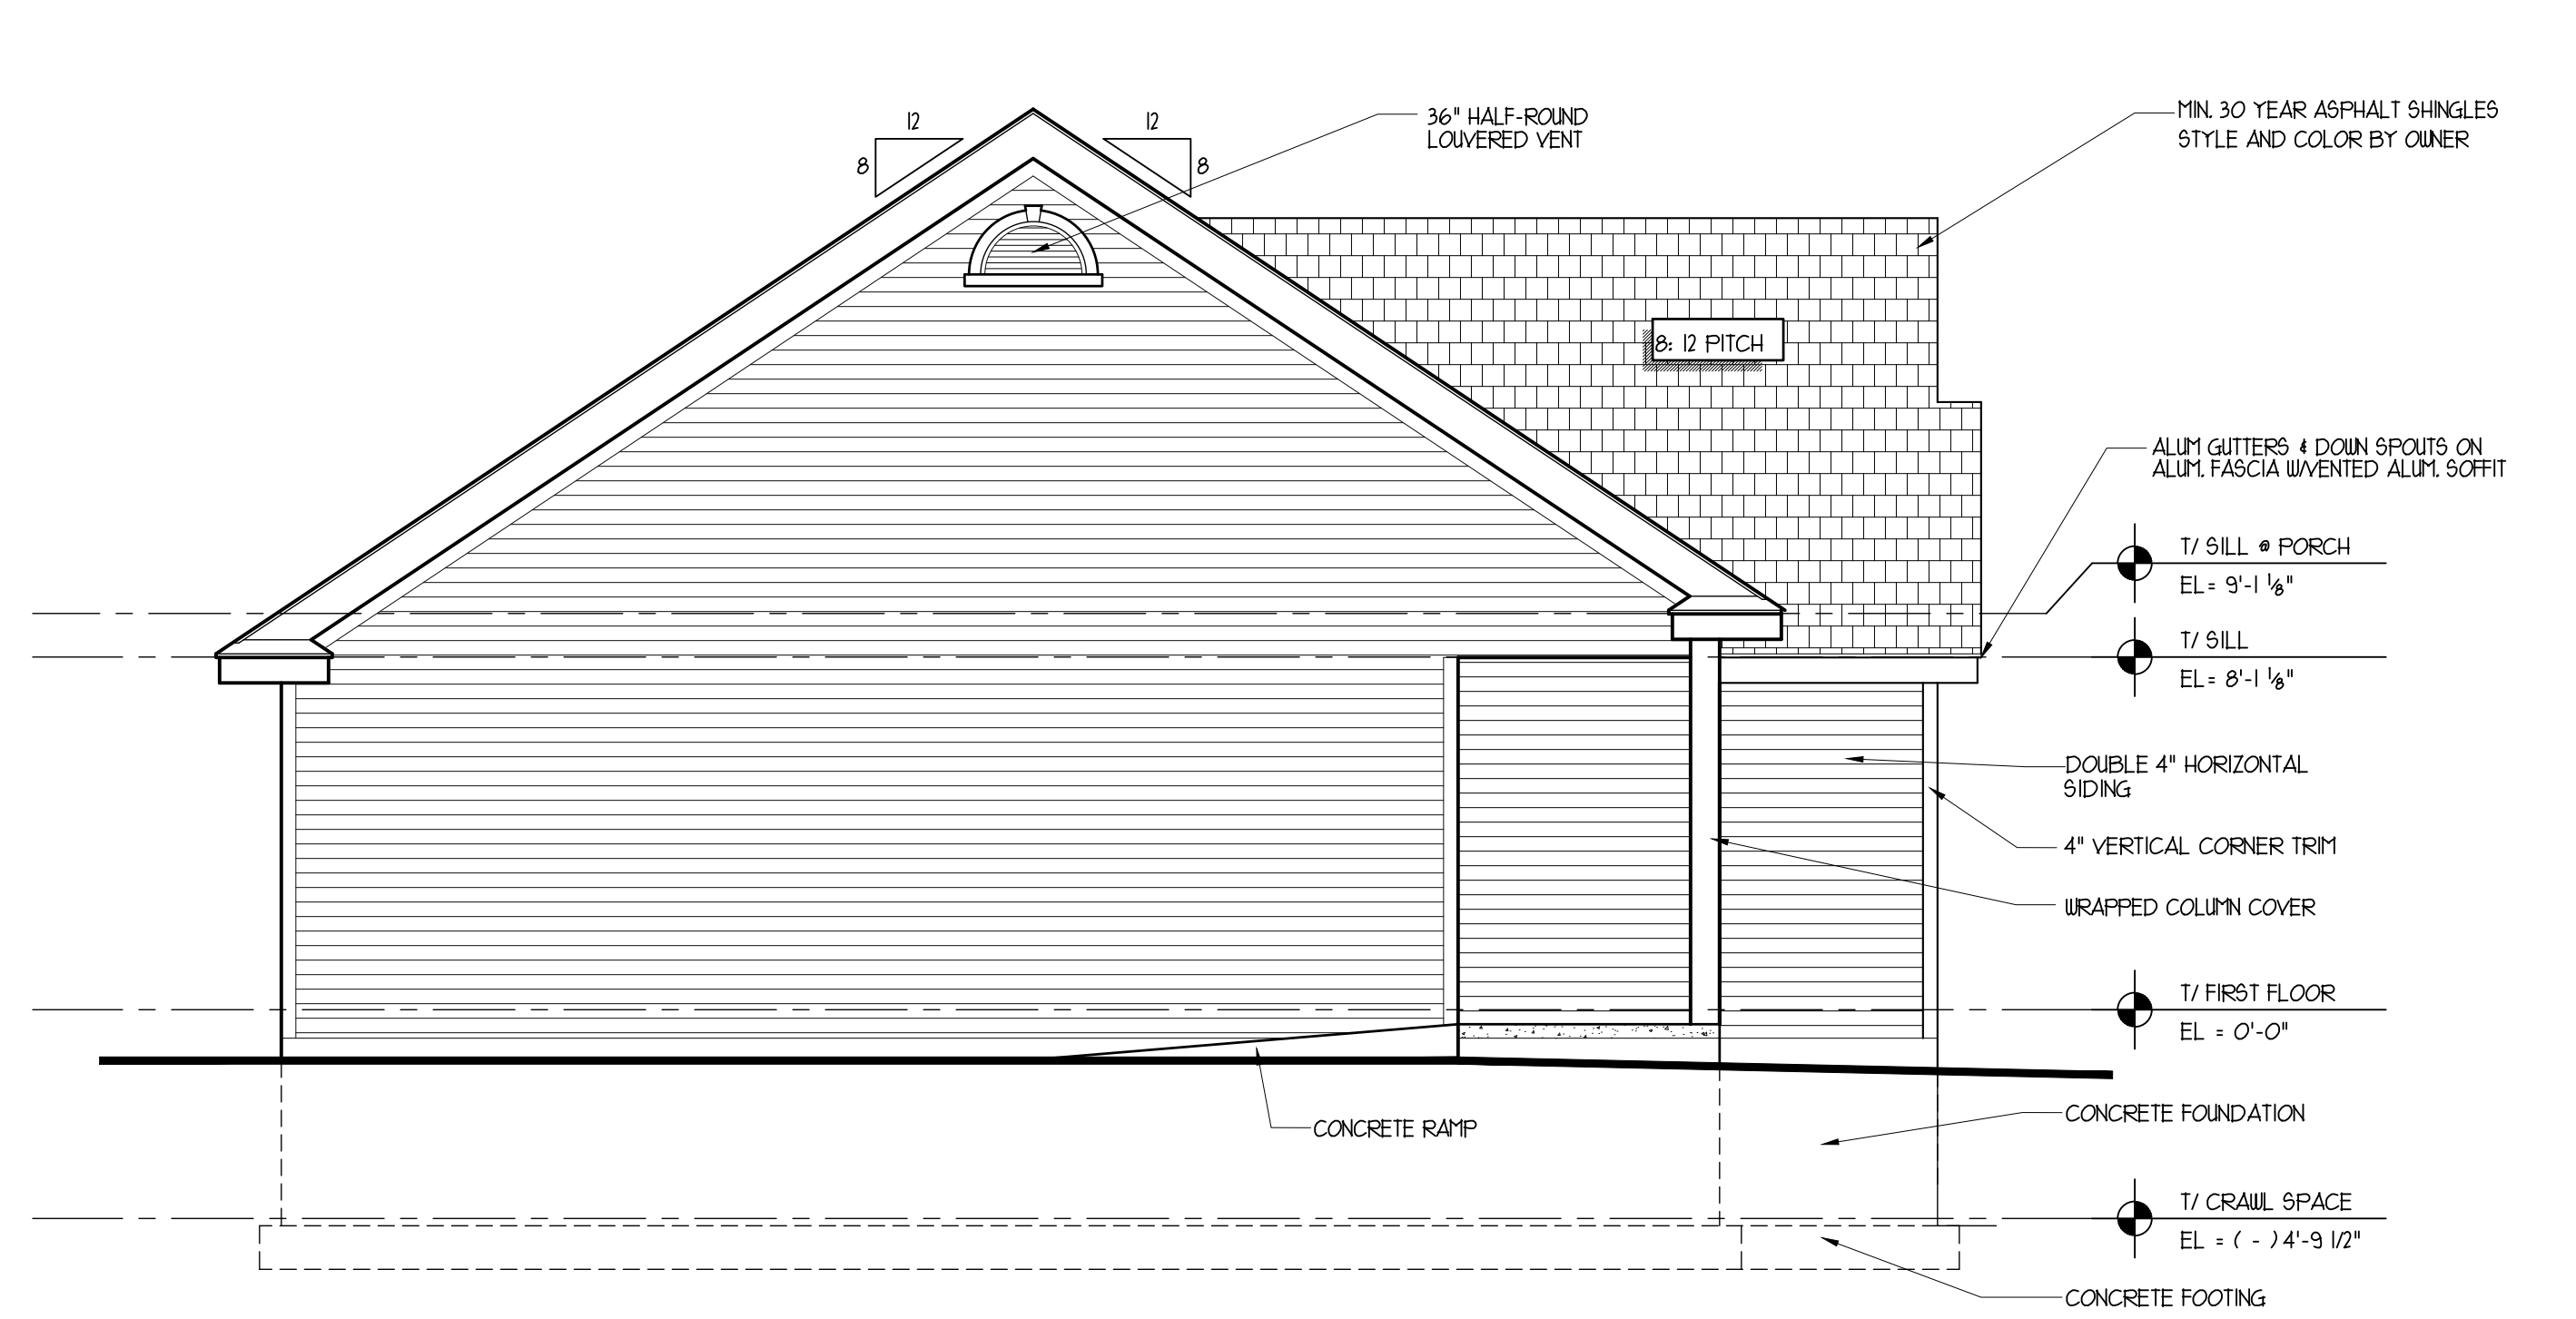 12
12
8
8
36" HALF-ROUND
LOUVERED VENT
MIN. 30 YEAR ASPHALT SHINGLES
STYLE AND COLOR BY OWNER
8: 12 PITCH
ALUM GUTTERS & DOWN SPOUTS ON
ALUM. FASCIA W/VENTED ALUM. SOFFIT
T/ SILL @ PORCH
EL= 9'-1 1/8"
T/ SILL
EL= 8'-1 1/8"
DOUBLE 4" HORIZONTAL
SIDING
4" VERTICAL CORNER TRIM
WRAPPED COLUMN COVER
T/ FIRST FLOOR
EL = 0'-0"
CONCRETE RAMP
CONCRETE FOUNDATION
T/ CRAWL SPACE
EL = ( - ) 4'-9 1/2"
CONCRETE FOOTING